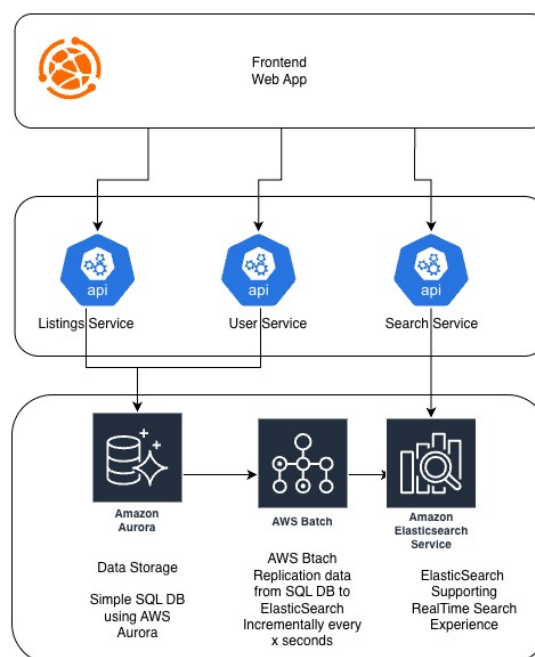 Frontend
Web App
api
api
api
Listings Service
User Service
Search Service
Amazon
Aurora
AWS Batch
Amazon
Elasticsearch
Service
Data Storage
Simple SQL DB
using AWS
Aurora
AWS Btach
Replication data
from SQL DB to
ElasticSearch
Incrementally every
x seconds
ElasticSearch
Supporting
RealTime Search
Experience